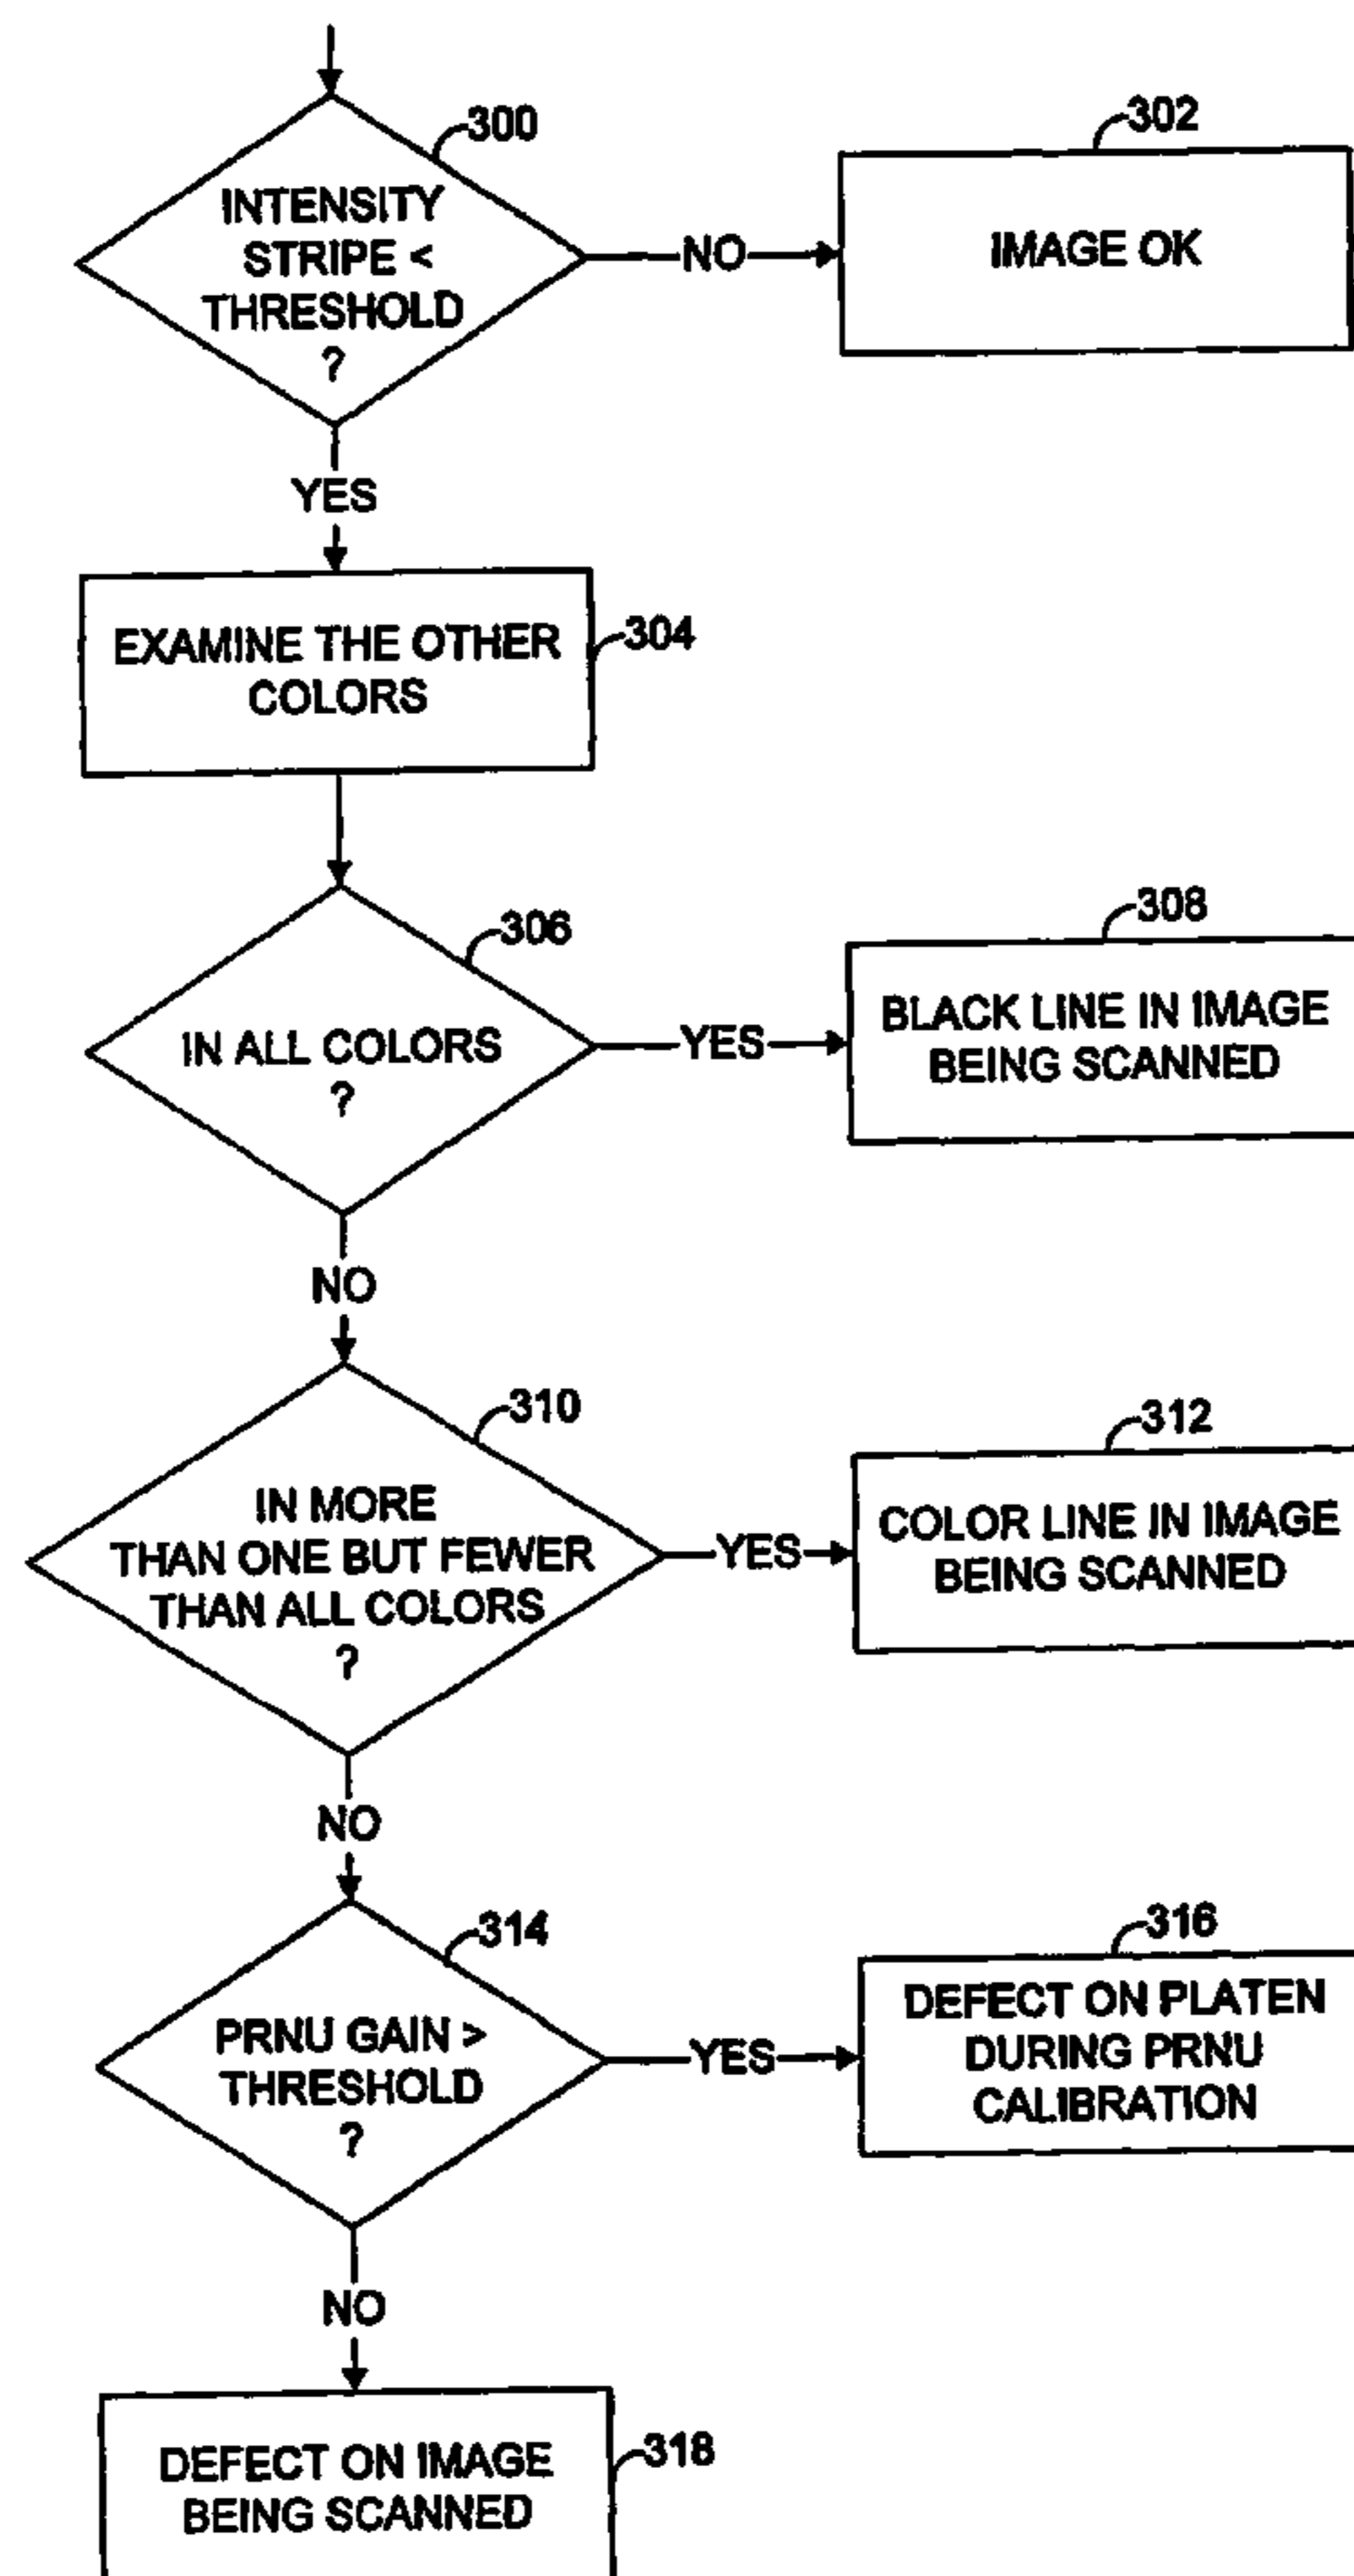 300
INTENSITY
STRIPE <
THRESHOLD
?
NO
302
IMAGE OK
YES
EXAMINE THE OTHER
COLORS
304
306
IN ALL COLORS
?
YES
308
BLACK LINE IN IMAGE
BEING SCANNED
NO
310
IN MORE
THAN ONE BUT FEWER
THAN ALL COLORS
?
YES
312
COLOR LINE IN IMAGE
BEING SCANNED
NO
314
PRNU GAIN >
THRESHOLD
?
YES
316
DEFECT ON PLATEN
DURING PRNU
CALIBRATION
NO
DEFECT ON IMAGE
BEING SCANNED
318